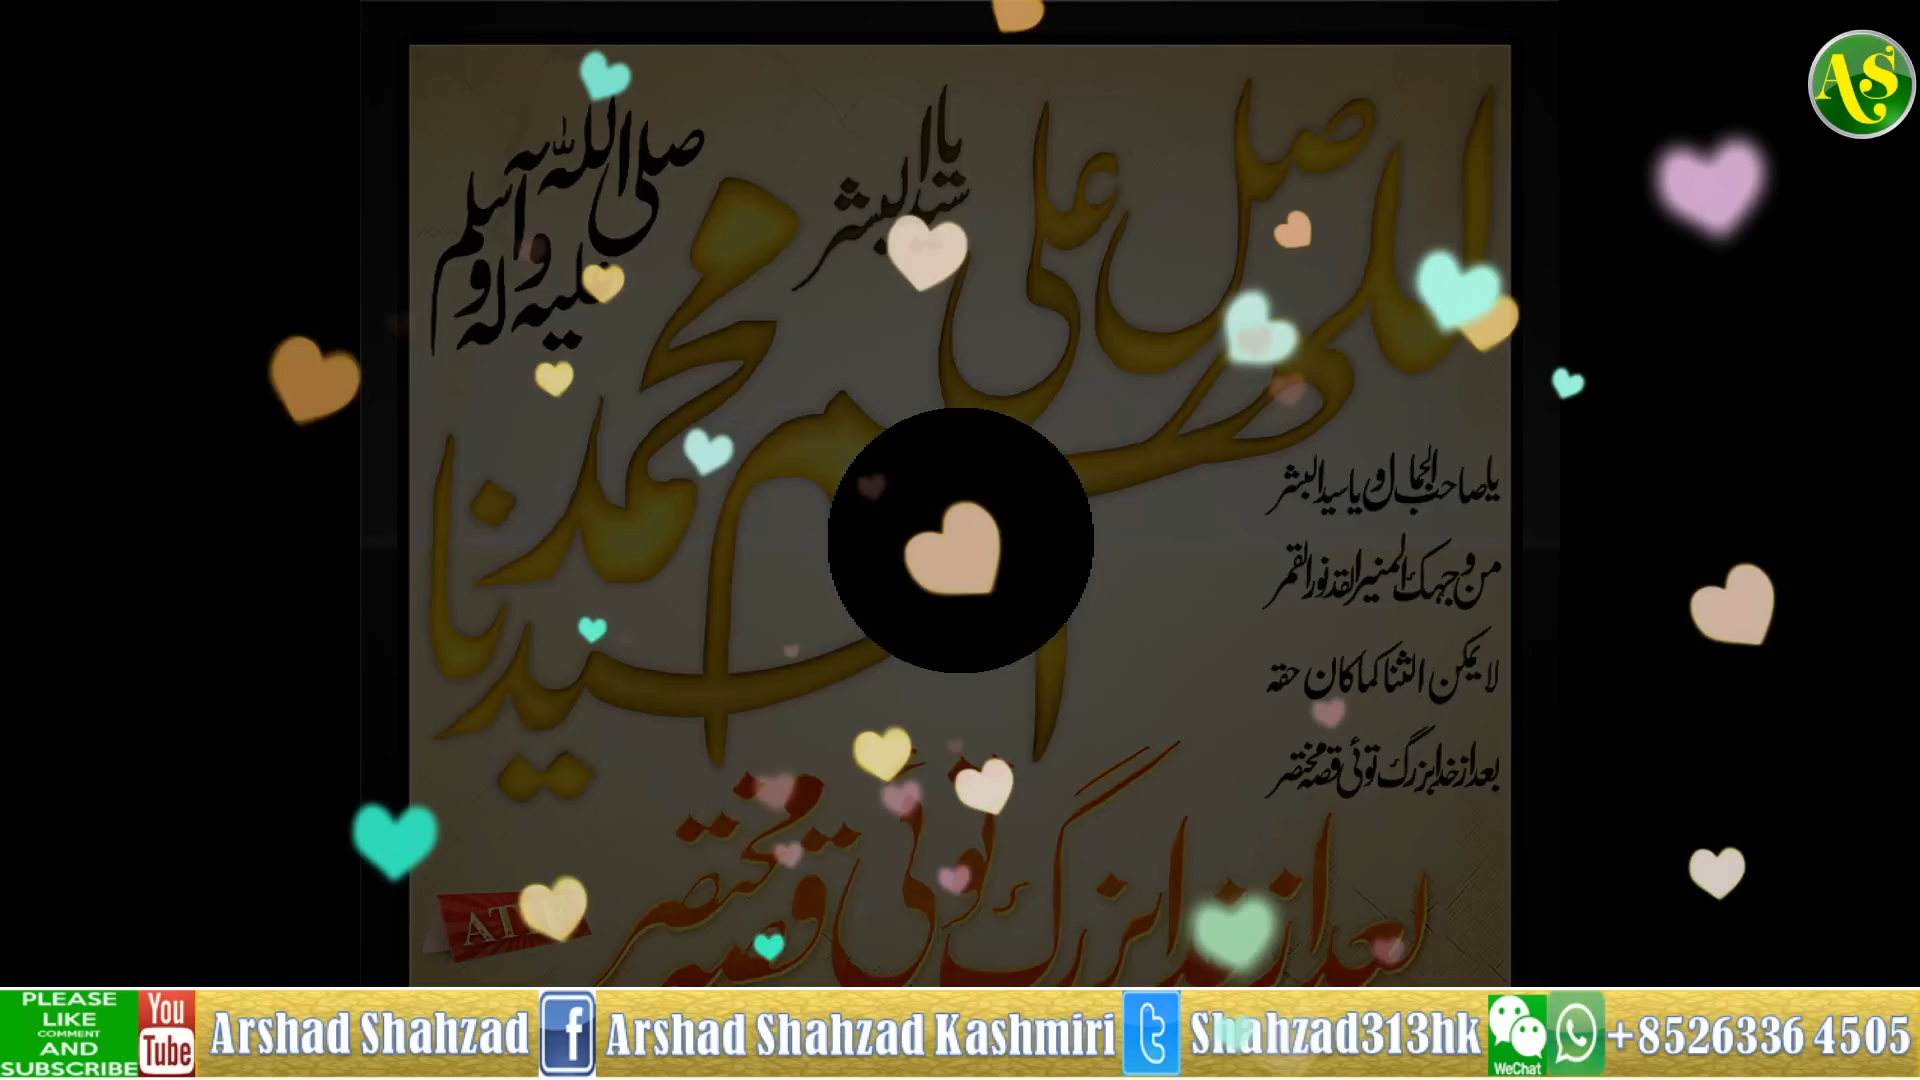 AS
صلی اللہ
علیہ وآلہ وسلم
یا سید البشر
اللھم صل علی
سیدنا محمد
یا صاحب الجمال و یا سید البشر
من وجہک المنیر لقد نور القمر
لا یمکن الثنا کما کان حقہ
بعد از خدا بزرگ توئی قصہ مختصر
بعد از خدا بزرگ توئی قصہ مختصر
PLEASE
LIKE
COMMENT
AND
SUBSCRIBE
You
Tube
Arshad Shahzad
f
Arshad Shahzad Kashmiri
t
Shahzad313hk
WeChat
+85263364505